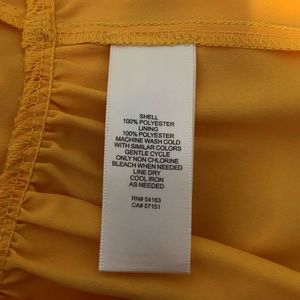 SHELL
100% POLYESTER
LINING
100% POLYESTER
MACHINE WASH COLD
WITH SIMILAR COLORS
GENTLE CYCLE
ONLY NON CHLORINE
BLEACH WHEN NEEDED
LINE DRY
COOL IRON
AS NEEDED
RN# 54163
CA# 57151